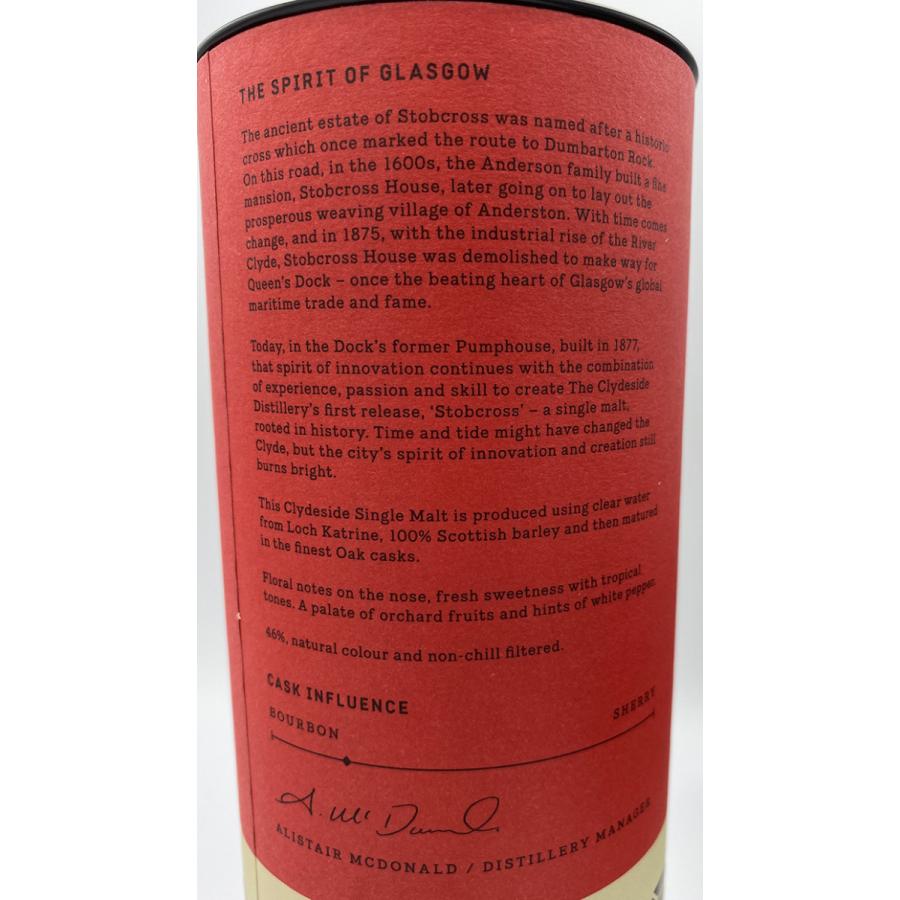 THE SPIRIT OF GLASGOW
The ancient estate of Stobcross was named after a historic
cross which once marked the route to Dumbarton Rock.
On this road, in the 1600s, the Anderson family built a fine
mansion, Stobcross House, later going on to lay out the
prosperous weaving village of Anderston. With time comes
change, and in 1875, with the industrial rise of the River
Clyde, Stobcross House was demolished to make way for
Queen's Dock – once the beating heart of Glasgow's global
maritime trade and fame.
Today, in the Dock's former Pumphouse, built in 1877,
that spirit of innovation continues with the combination
of experience, passion and skill to create The Clydeside
Distillery's first release, 'Stobcross' – a single malt,
rooted in history. Time and tide might have changed the
Clyde, but the city's spirit of innovation and creation still
burns bright.
This Clydeside Single Malt is produced using clear water
from Loch Katrine, 100% Scottish barley and then matured
in the finest Oak casks.
Floral notes on the nose, fresh sweetness with tropical
tones. A palate of orchard fruits and hints of white pepper.
46%, natural colour and non-chill filtered.
CASK INFLUENCE
BOURBON SHERRY
A. McDonald
ALISTAIR MCDONALD / DISTILLERY MANAGER